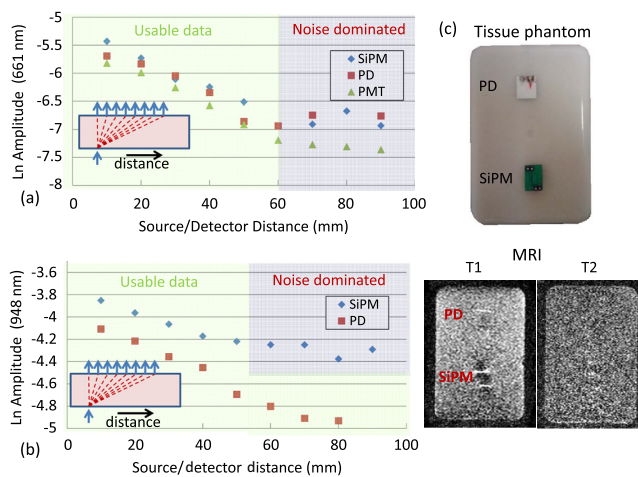 Usable data
Noise dominated
Ln Amplitude (661 nm)
-5
-5.5
-6
-6.5
-7
-7.5
-8
SiPM
PD
PMT
distance
(a)
0
20
40
60
80
100
Source/Detector Distance (mm)
(c)
Tissue phantom
PD
SiPM
Usable data
Noise dominated
Ln Amplitude (948 nm)
-3.6
-3.8
-4
-4.2
-4.4
-4.6
-4.8
-5
SiPM
PD
distance
(b)
0
20
40
60
80
100
Source/detector distance (mm)
MRI
T1
T2
PD
SiPM